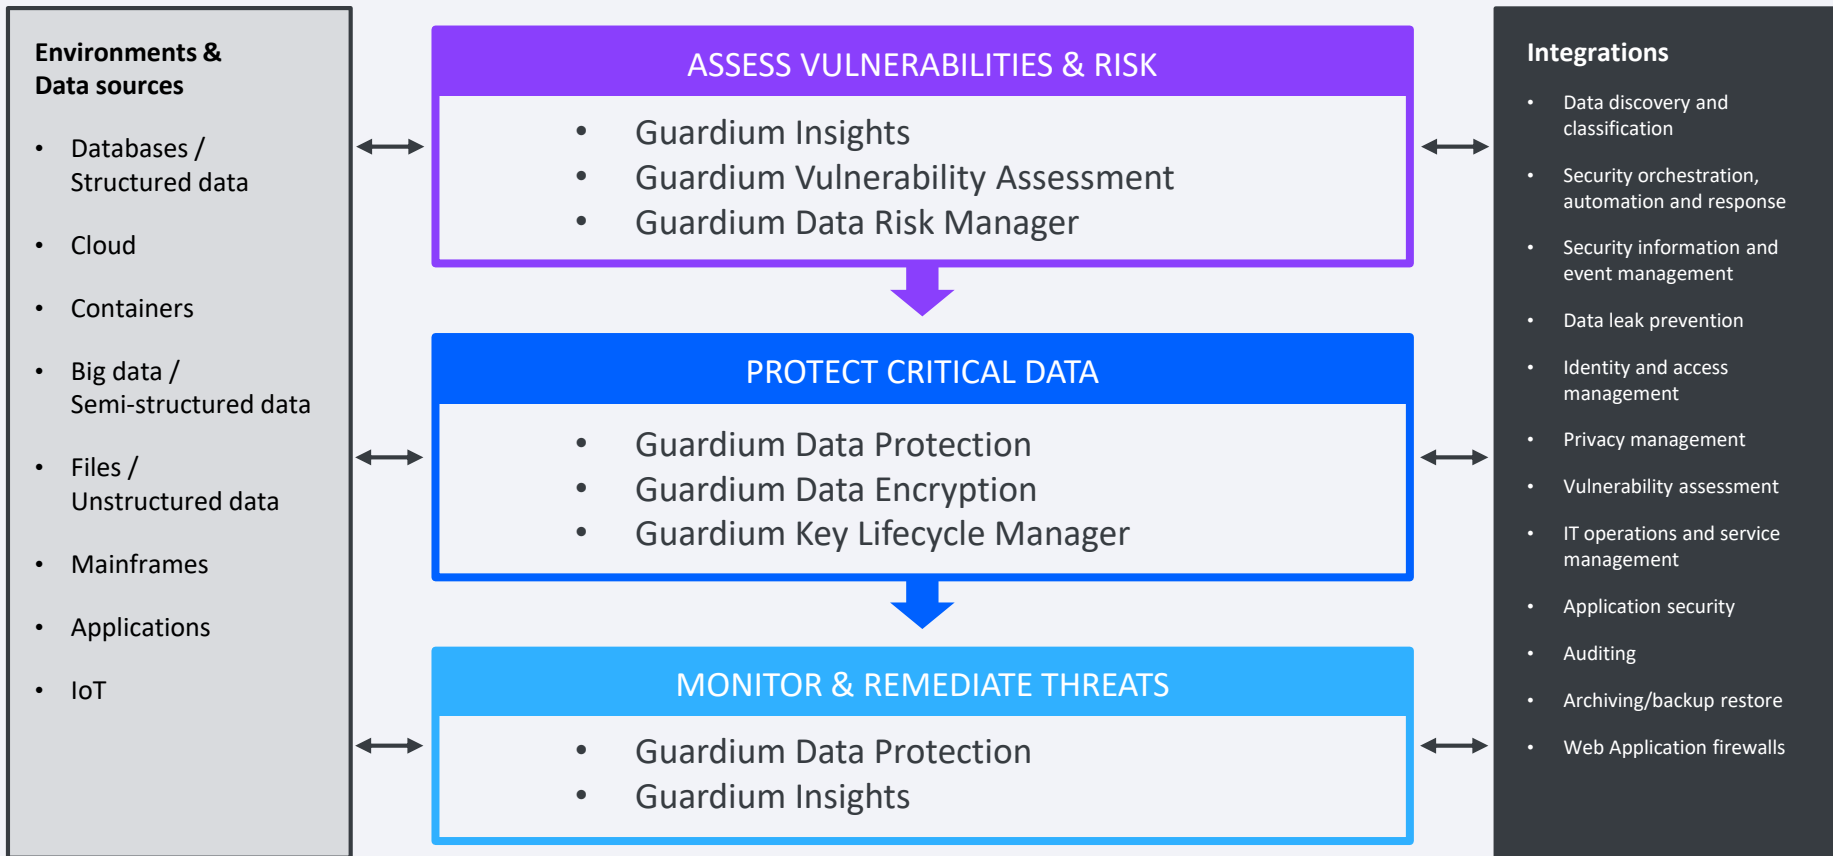 Environments &
Data sources
• Databases /
Structured data
• Cloud
• Containers
• Big data /
Semi-structured data
• Files /
Unstructured data
• Mainframes
• Applications
• IoT
ASSESS VULNERABILITIES & RISK
• Guardium Insights
• Guardium Vulnerability Assessment
• Guardium Data Risk Manager
PROTECT CRITICAL DATA
• Guardium Data Protection
• Guardium Data Encryption
• Guardium Key Lifecycle Manager
MONITOR & REMEDIATE THREATS
• Guardium Data Protection
• Guardium Insights
Integrations
• Data discovery and
classification
• Security orchestration,
automation and response
• Security information and
event management
• Data leak prevention
• Identity and access
management
• Privacy management
• Vulnerability assessment
• IT operations and service
management
• Application security
• Auditing
• Archiving/backup restore
• Web Application firewalls